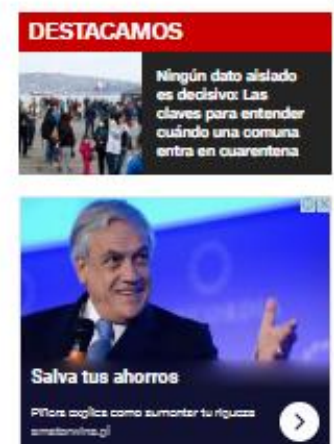 DESTACAMOS
Ningún dato aislado
es decisivo: Las
claves para entender
cuándo una comuna
entra en cuarentena
Salva tus ahorros
Piñera explica como aumentar tu riqueza